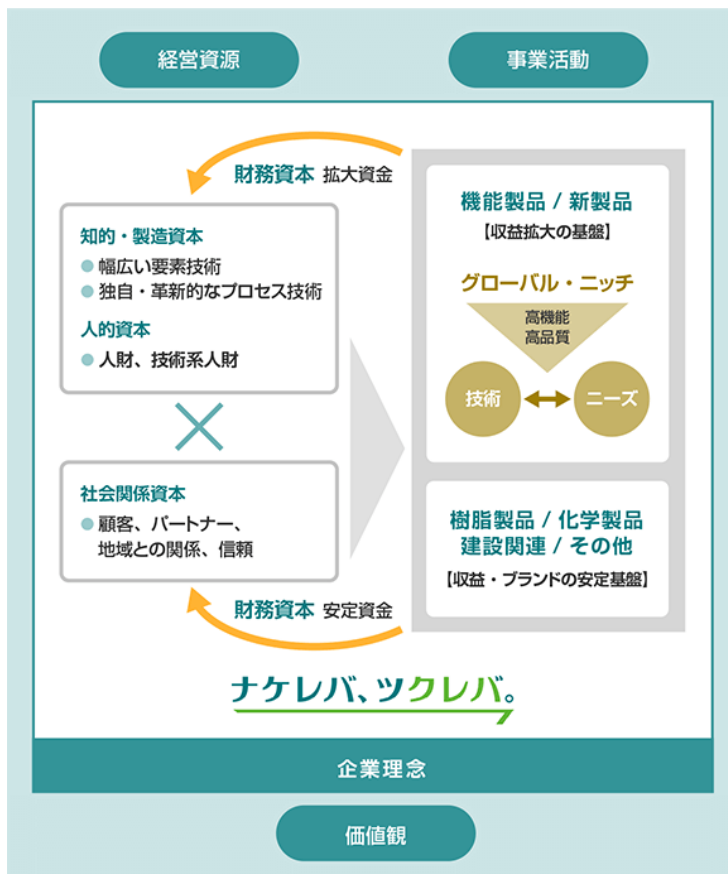 経営資源
事業活動
財務資本 拡大資金
知的・製造資本
● 幅広い要素技術
● 独自・革新的なプロセス技術
人的資本
● 人財、技術系人財
×
社会関係資本
● 顧客、パートナー、
地域との関係、信頼
財務資本 安定資金
機能製品 / 新製品
【収益拡大の基盤】
グローバル・ニッチ
高機能
高品質
技術
ニーズ
樹脂製品 / 化学製品
建設関連 / その他
【収益・ブランドの安定基盤】
ナケレバ、ツクレバ。
企業理念
価値観